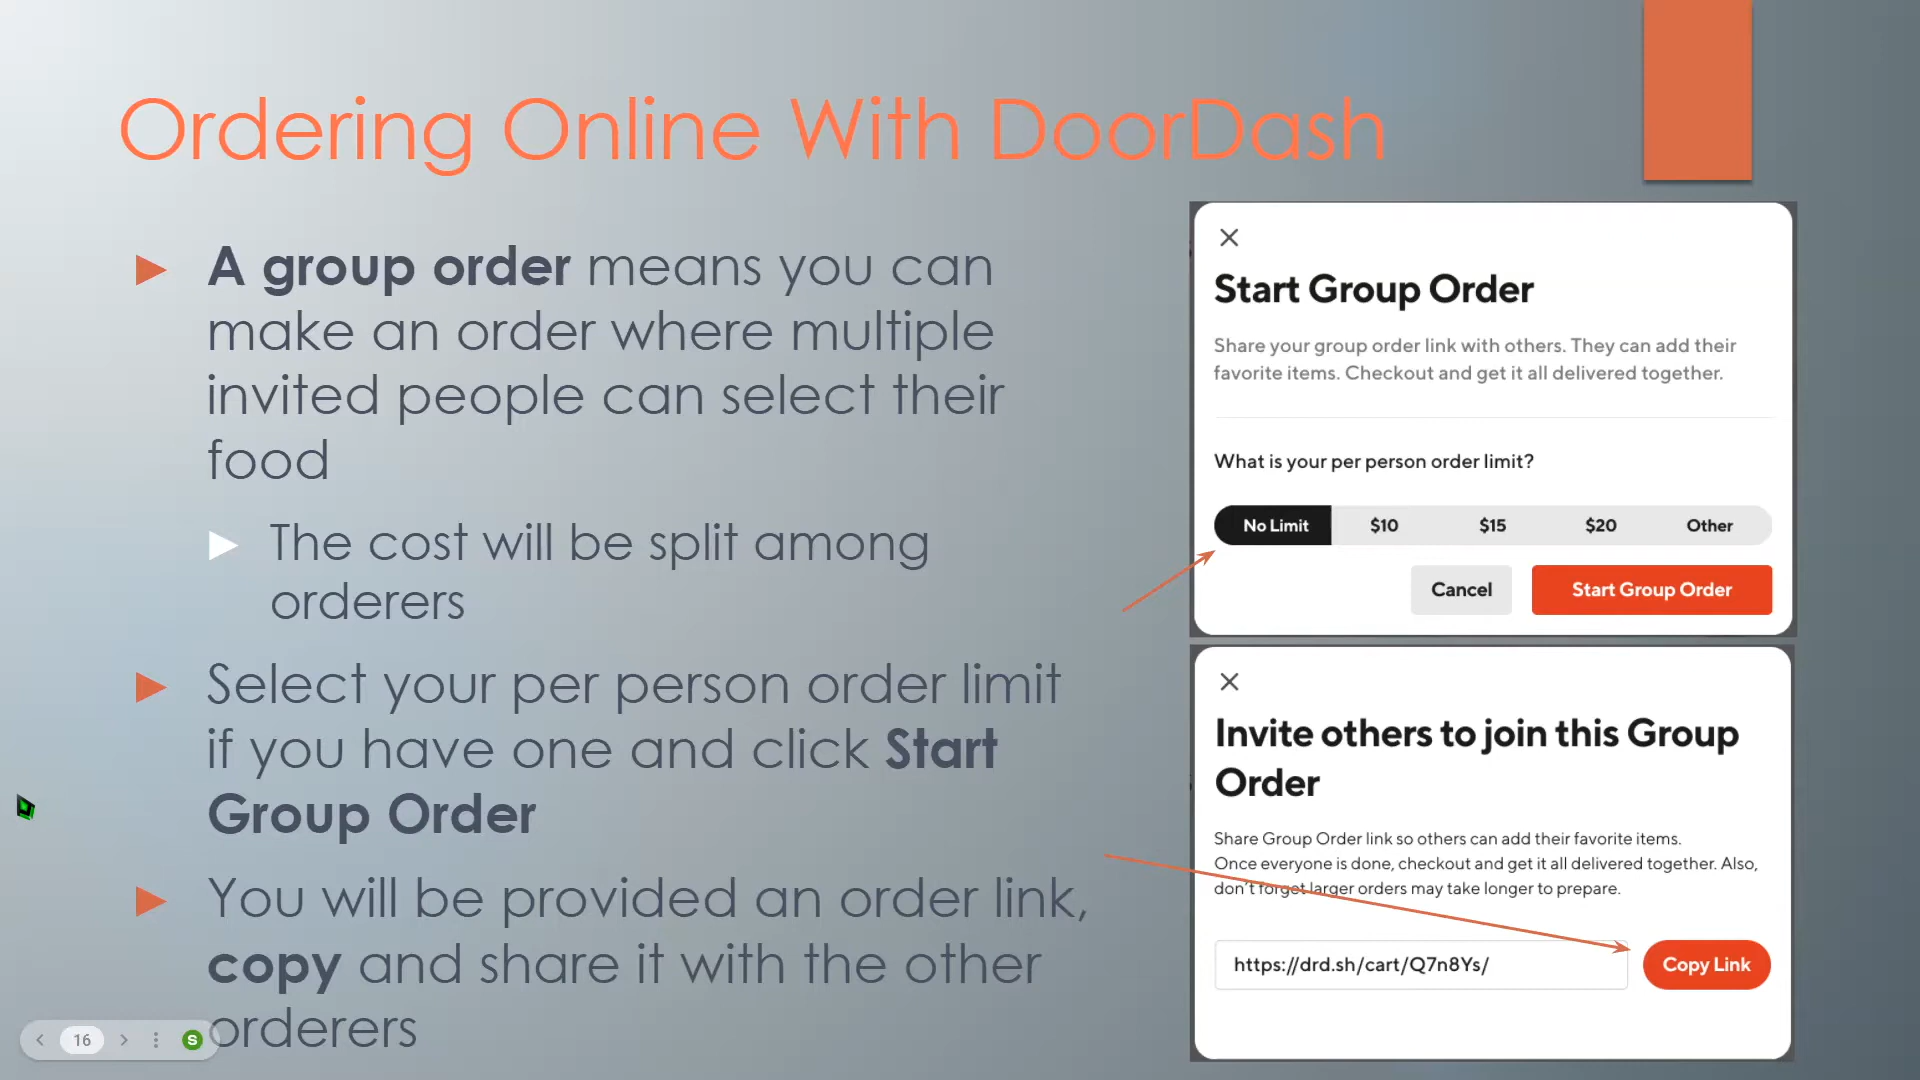 Ordering Online With DoorDash
A group order means you can
make an order where multiple
invited people can select their
food
The cost will be split among
orderers
Select your per person order limit
if you have one and click Start
Group Order
You will be provided an order link,
copy and share it with the other
orderers
Start Group Order
Share your group order link with others. They can add their
favorite items. Checkout and get it all delivered together.
What is your per person order limit?
No Limit $10 $15 $20 Other
Cancel Start Group Order
Invite others to join this Group
Order
Share Group Order link so others can add their favorite items.
Once everyone is done, checkout and get it all delivered together. Also,
don't forget larger orders may take longer to prepare.
https://drd.sh/cart/Q7n8Ys/ Copy Link
16 S